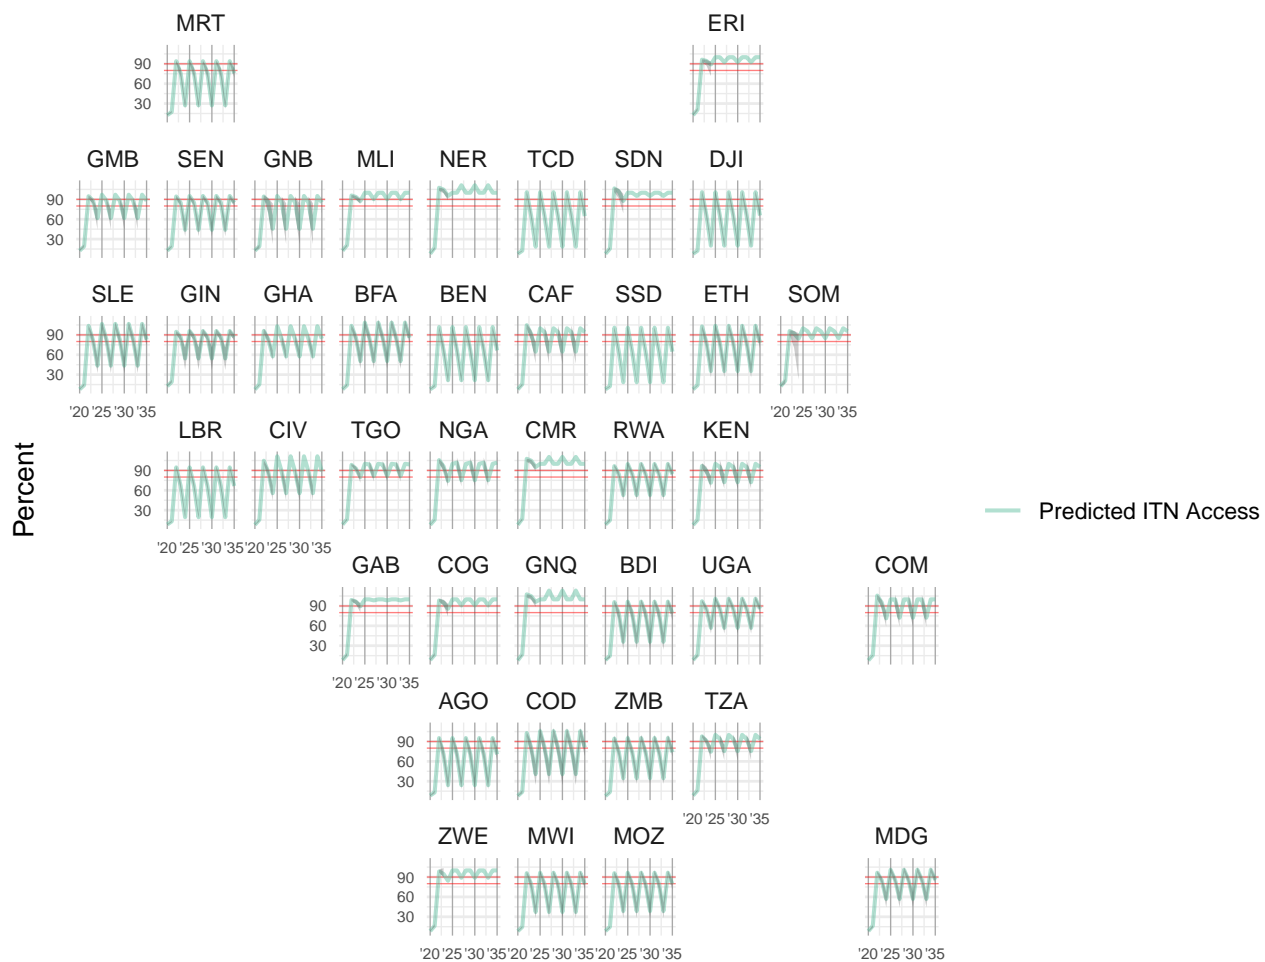 MRT ERI
90
60
30
GMB SEN GNB MLI NER TCD SDN DJI
90
60
30
SLE GIN GHA BFA BEN CAF SSD ETH SOM
90
60
30
'20 '25 '30 '35 '20 '25 '30 '35
LBR CIV TGO NGA CMR RWA KEN
90
60
30
'20 '25 '30 '35 '20 '25 '30 '35
Percent
Predicted ITN Access
GAB COG GNQ BDI UGA COM
90
60
30
'20 '25 '30 '35
AGO COD ZMB TZA
90
60
30
'20 '25 '30 '35
ZWE MWI MOZ MDG
90
60
30
'20 '25 '30 '35 '20 '25 '30 '35 '20 '25 '30 '35 '20 '25 '30 '35